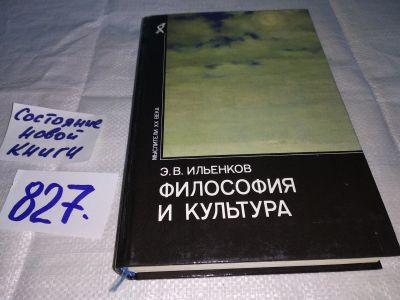 Состояние
новой
книги
827.
МЫСЛИТЕЛИ XX ВЕКА
Э. В. ИЛЬЕНКОВ
ФИЛОСОФИЯ
И КУЛЬТУРА